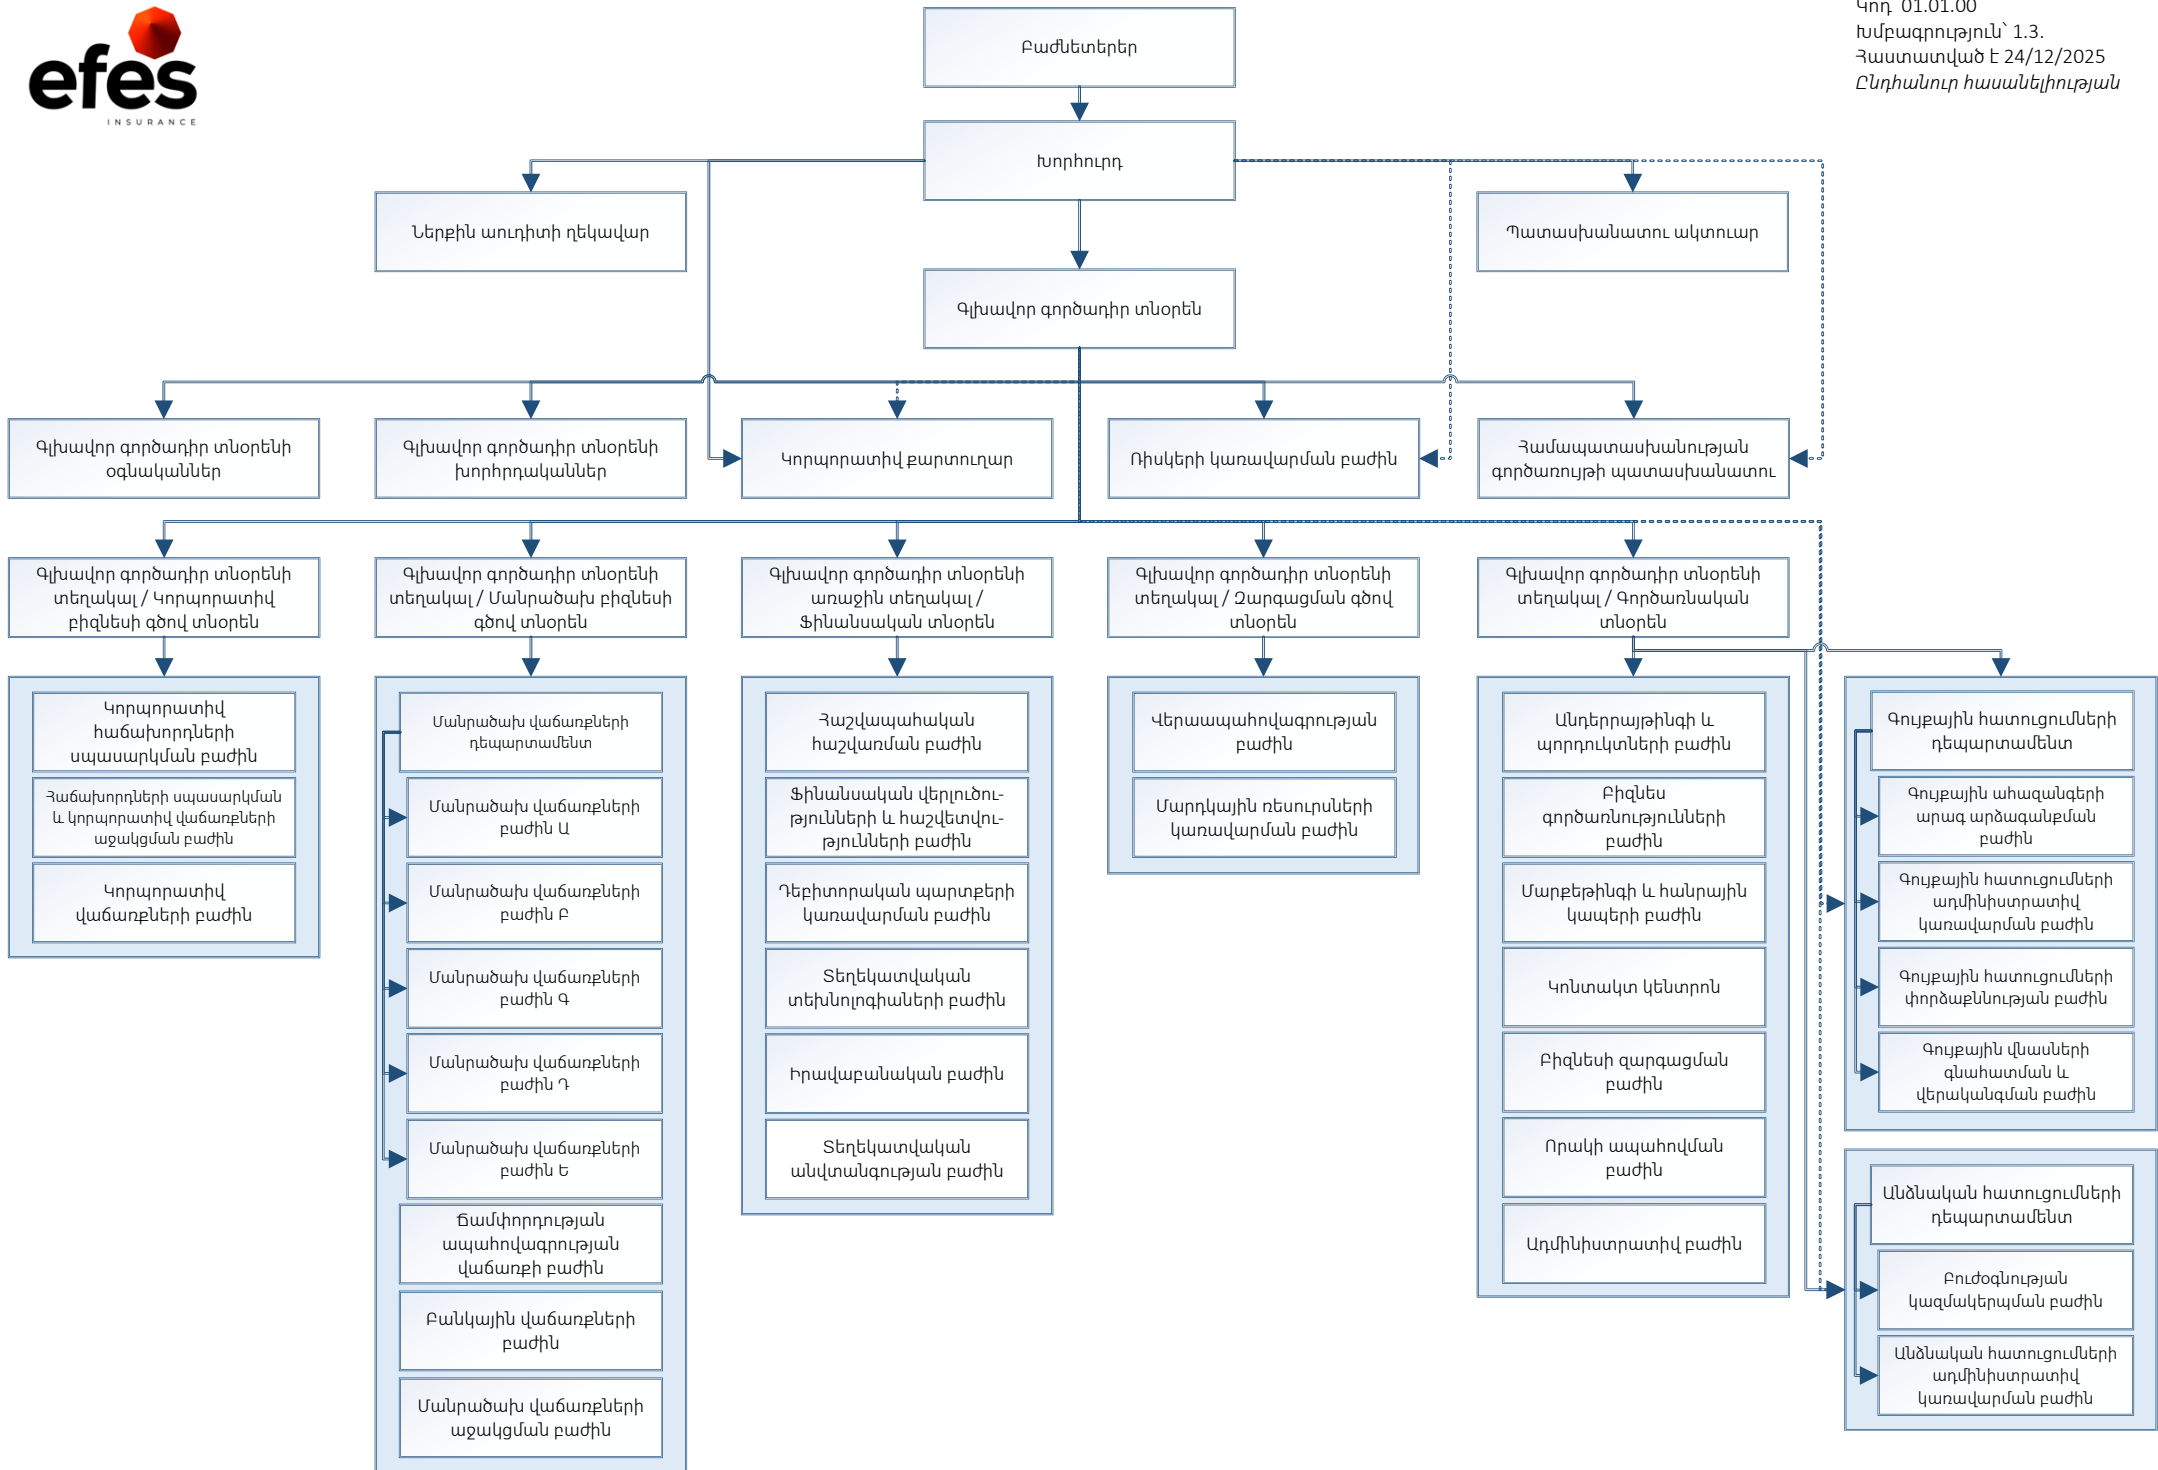 efes
INSURANCE
Կոդ 01.01.00
Խմբագրություն՝ 1.3.
Հաստատված է 24/12/2025
Ընդհանուր հասանելիության
Բաժնետերեր
Խորհուրդ
Ներքին աուդիտի ղեկավար
Պատասխանատու ակտուար
Գլխավոր գործադիր տնօրեն
Գլխավոր գործադիր տնօրենի
օգնականներ
Գլխավոր գործադիր տնօրենի
խորհրդականներ
Կորպորատիվ քարտուղար
Ռիսկերի կառավարման բաժին
Համապատասխանության
գործառույթի պատասխանատու
Գլխավոր գործադիր տնօրենի
տեղակալ / Կորպորատիվ
բիզնեսի գծով տնօրեն
Գլխավոր գործադիր տնօրենի
տեղակալ / Մանրածախ բիզնեսի
գծով տնօրեն
Գլխավոր գործադիր տնօրենի
առաջին տեղակալ /
Ֆինանսական տնօրեն
Գլխավոր գործադիր տնօրենի
տեղակալ / Զարգացման գծով
տնօրեն
Գլխավոր գործադիր տնօրենի
տեղակալ / Գործառնական
տնօրեն
Կորպորատիվ
հաճախորդների
սպասարկման բաժին
Հաճախորդների սպասարկման
և կորպորատիվ վաճառքների
աջակցման բաժին
Կորպորատիվ
վաճառքների բաժին
Մանրածախ վաճառքների
դեպարտամենտ
Մանրածախ վաճառքների
բաժին Ա
Մանրածախ վաճառքների
բաժին Բ
Մանրածախ վաճառքների
բաժին Գ
Մանրածախ վաճառքների
բաժին Դ
Մանրածախ վաճառքների
բաժին Ե
Ճամփորդության
ապահովագրության
վաճառքի բաժին
Բանկային վաճառքների
բաժին
Մանրածախ վաճառքների
աջակցման բաժին
Հաշվապահական
հաշվառման բաժին
Ֆինանսական վերլուծու-
թյունների և հաշվետվու-
թյունների բաժին
Դեբիտորական պարտքերի
կառավարման բաժին
Տեղեկատվական
տեխնոլոգիաների բաժին
Իրավաբանական բաժին
Տեղեկատվական
անվտանգության բաժին
Վերաապահովագրության
բաժին
Մարդկային ռեսուրսների
կառավարման բաժին
Անդերրայթինգի և
պորդուկտների բաժին
Բիզնես
գործառնությունների
բաժին
Մարքեթինգի և հանրային
կապերի բաժին
Կոնտակտ կենտրոն
Բիզնեսի զարգացման
բաժին
Որակի ապահովման
բաժին
Ադմինիստրատիվ բաժին
Գույքային հատուցումների
դեպարտամենտ
Գույքային ահազանգերի
արագ արձագանքման
բաժին
Գույքային հատուցումների
ադմինիստրատիվ
կառավարման բաժին
Գույքային հատուցումների
փորձաքննության բաժին
Գույքային վնասների
գնահատման և
վերականգման բաժին
Անձնական հատուցումների
դեպարտամենտ
Բուժօգնության
կազմակերպման բաժին
Անձնական հատուցումների
ադմինիստրատիվ
կառավարման բաժին